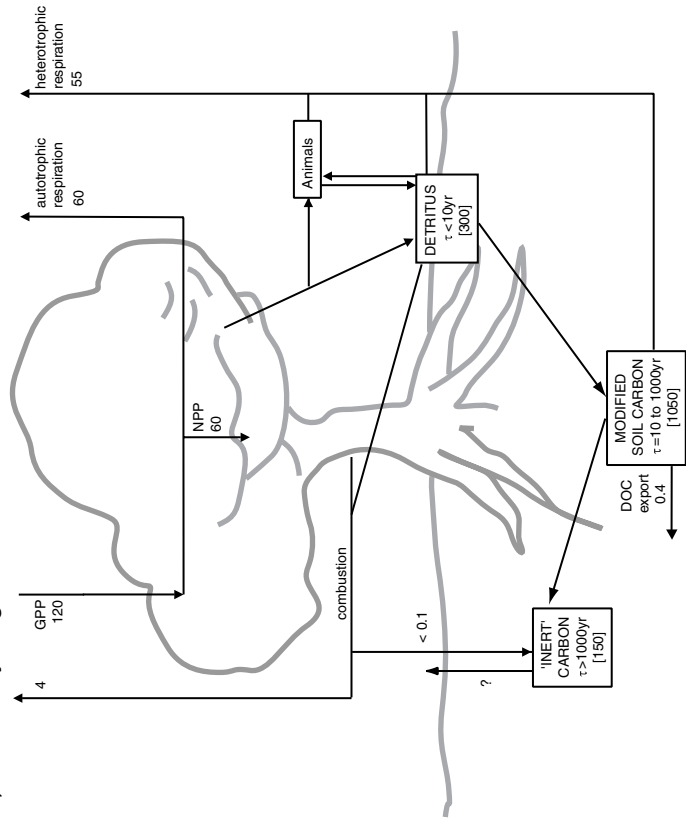 heterotrophic
respiration
55
autotrophic
respiration
60
GPP
120
4
NPP
60
Animals
combustion
DETRITUS
τ <10yr
[300]
< 0.1
?
'INERT'
CARBON
τ>1000yr
[150]
DOC
export
0.4
MODIFIED
SOIL CARBON
τ =10 to 1000yr
[1050]